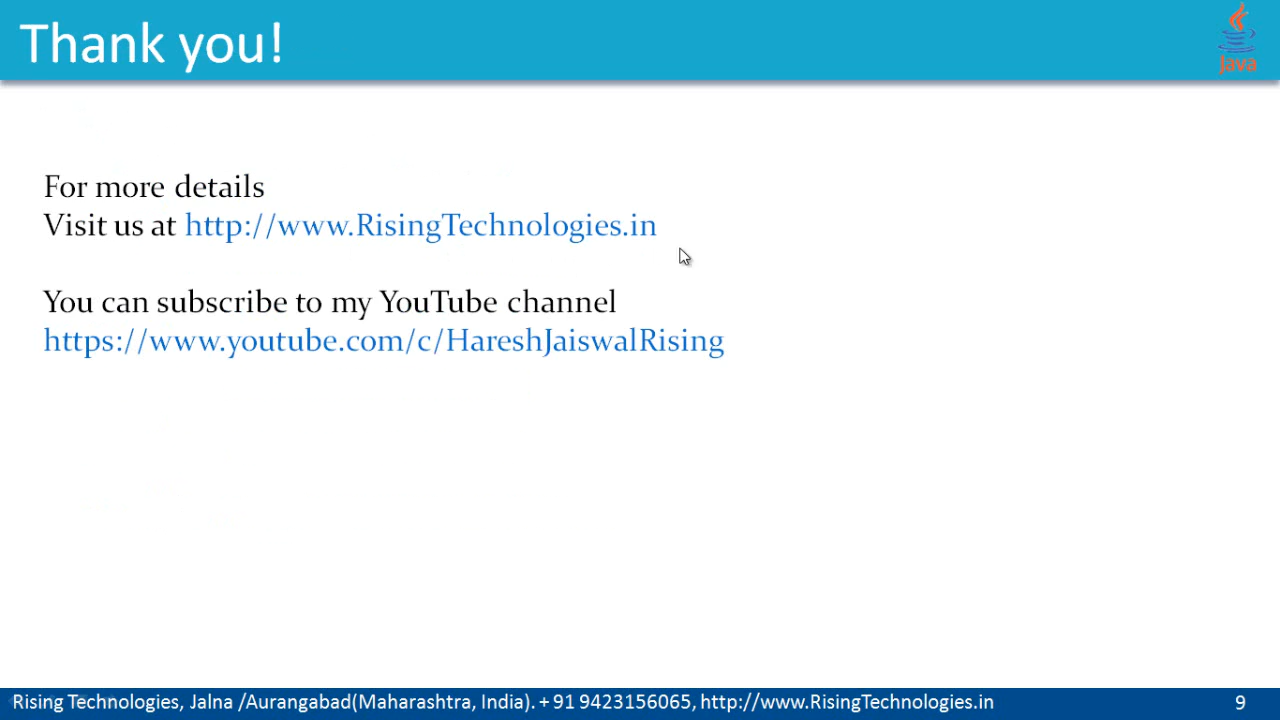 Thank you!
Java
For more details
Visit us at http://www.RisingTechnologies.in
You can subscribe to my YouTube channel
https://www.youtube.com/c/HareshJaiswalRising
Rising Technologies, Jalna /Aurangabad(Maharashtra, India). + 91 9423156065, http://www.RisingTechnologies.in
9